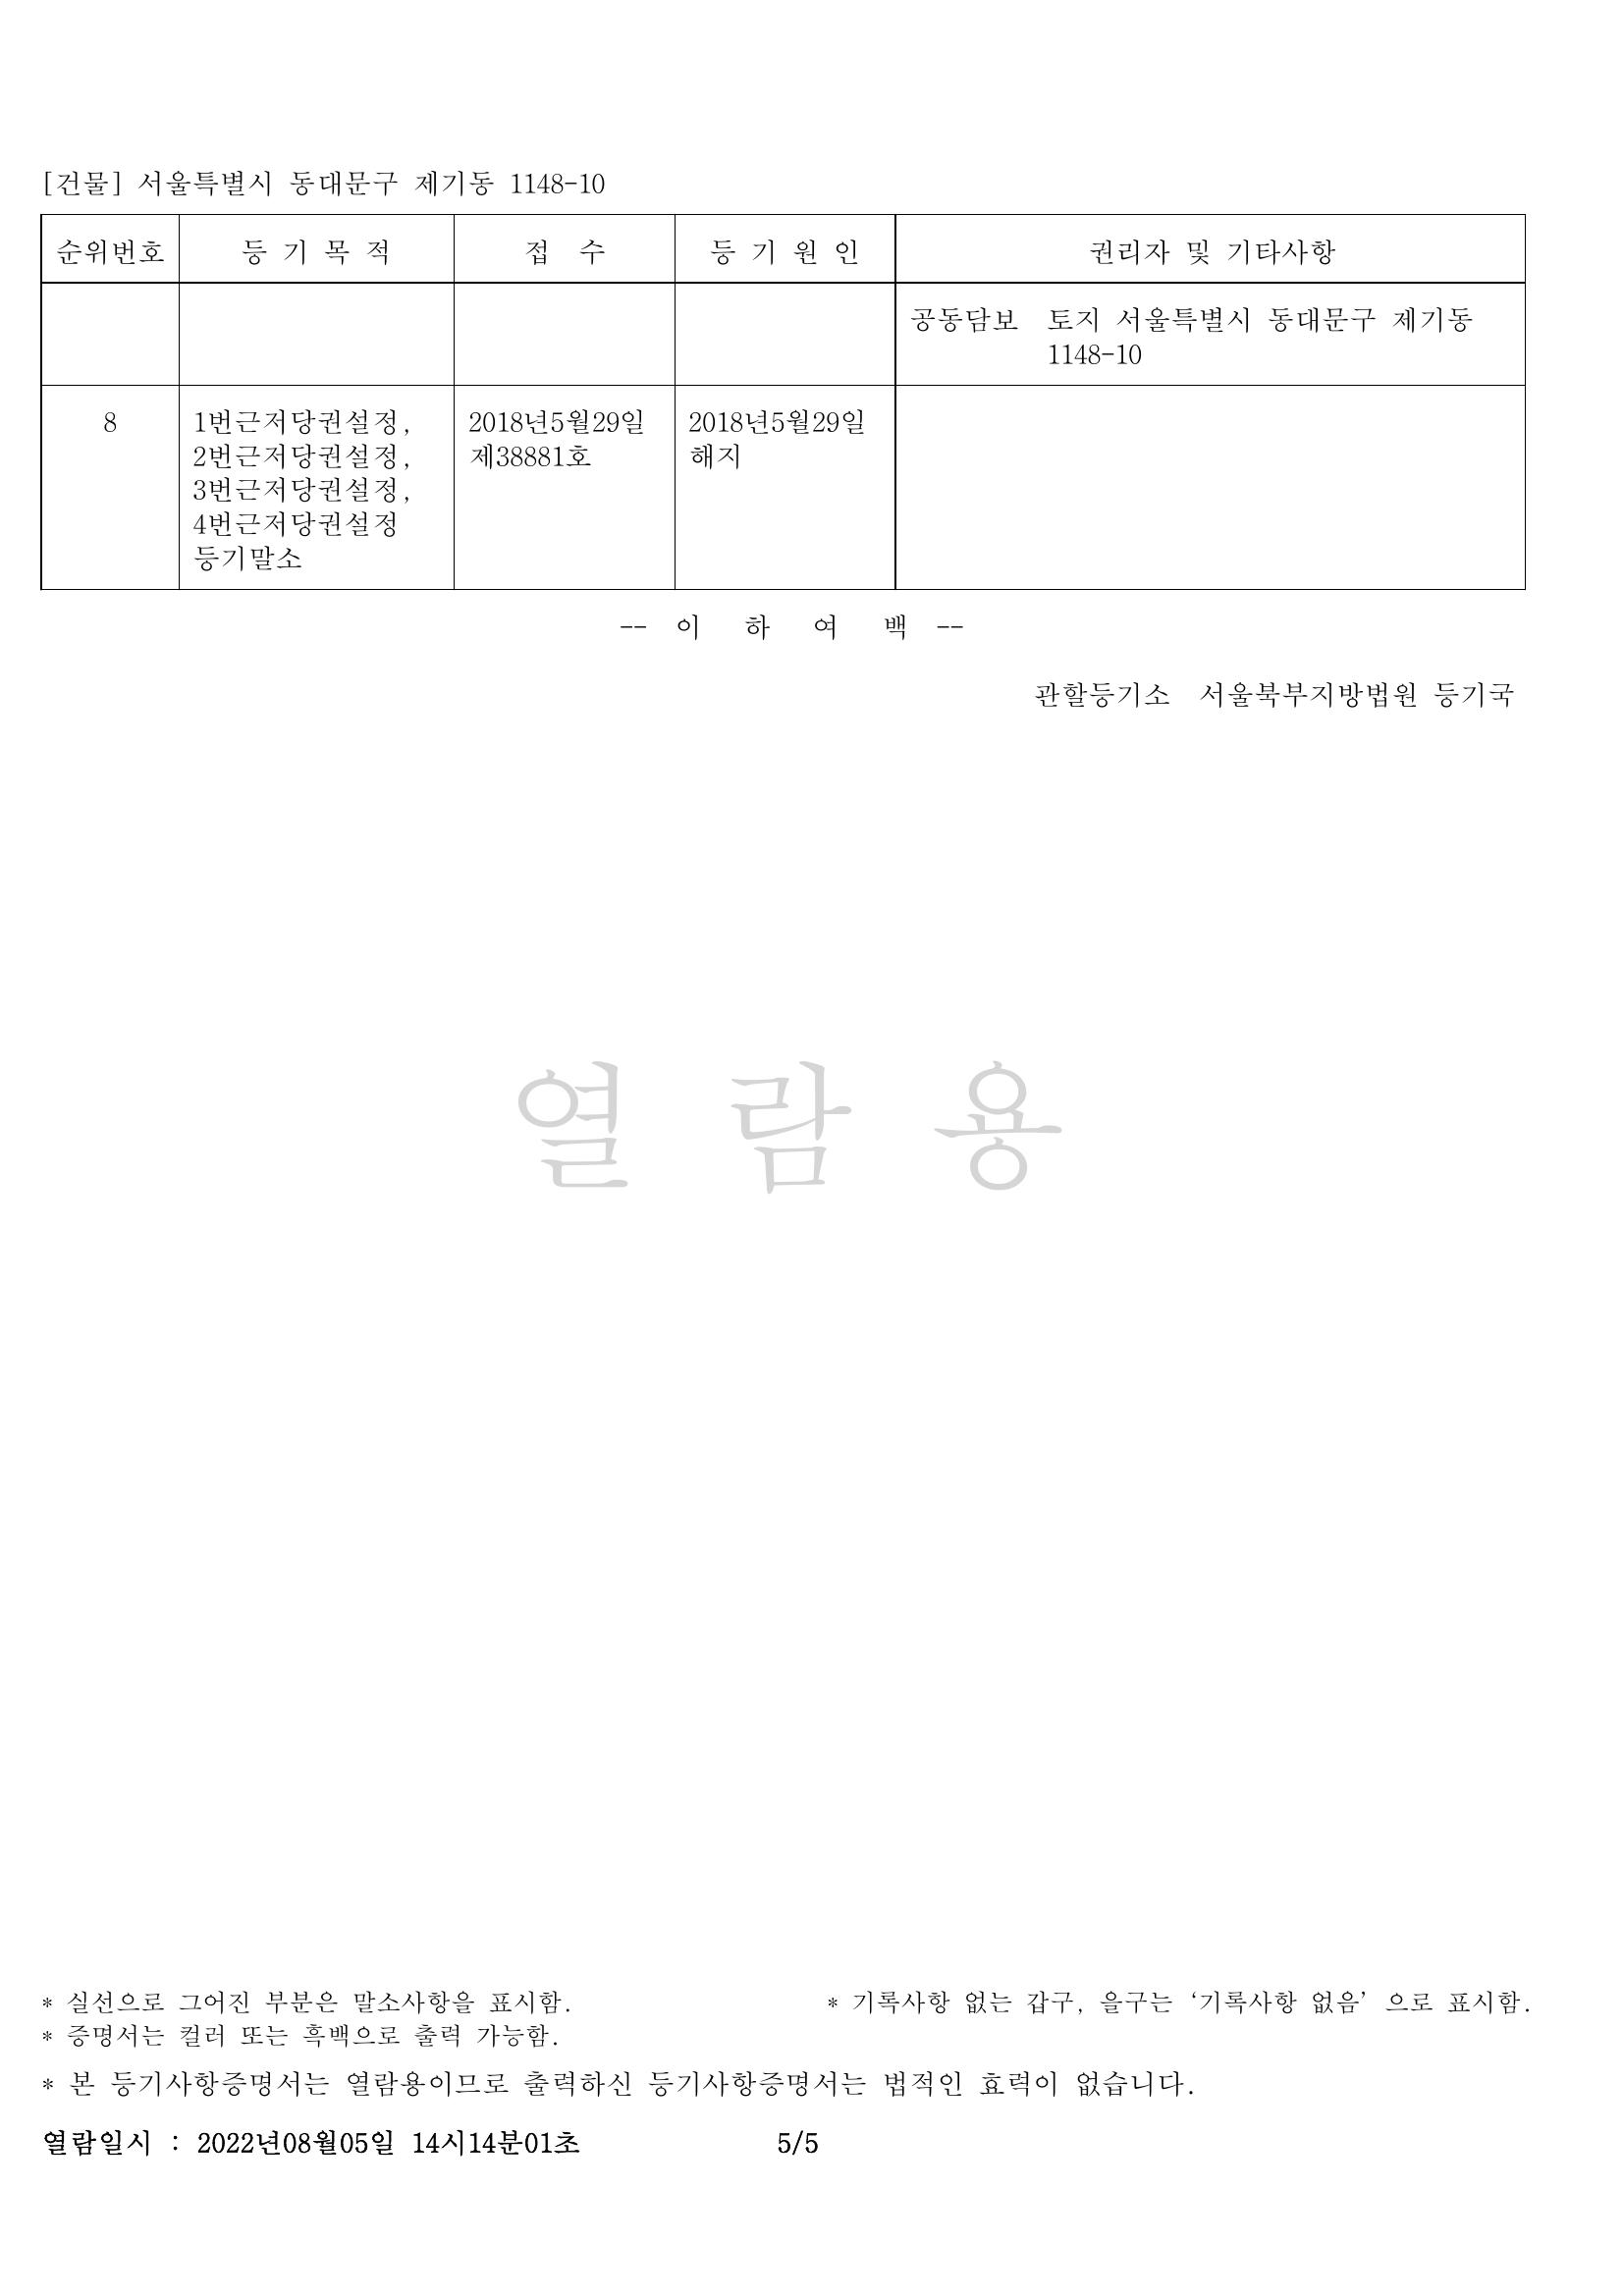 [건물] 서울특별시 동대문구 제기동 1148-10
순위번호 등 기 목 적 접 수 등 기 원 인 권리자 및 기타사항
공동담보 토지 서울특별시 동대문구 제기동
1148-10
8 1번근저당권설정, 2018년5월29일 2018년5월29일
2번근저당권설정, 제38881호 해지
3번근저당권설정,
4번근저당권설정
등기말소
-- 이 하 여 백 --
관할등기소 서울북부지방법원 등기국
열 람 용
* 실선으로 그어진 부분은 말소사항을 표시함. * 기록사항 없는 갑구, 을구는 ‘기록사항 없음’ 으로 표시함.
* 증명서는 컬러 또는 흑백으로 출력 가능함.
* 본 등기사항증명서는 열람용이므로 출력하신 등기사항증명서는 법적인 효력이 없습니다.
열람일시 : 2022년08월05일 14시14분01초 5/5